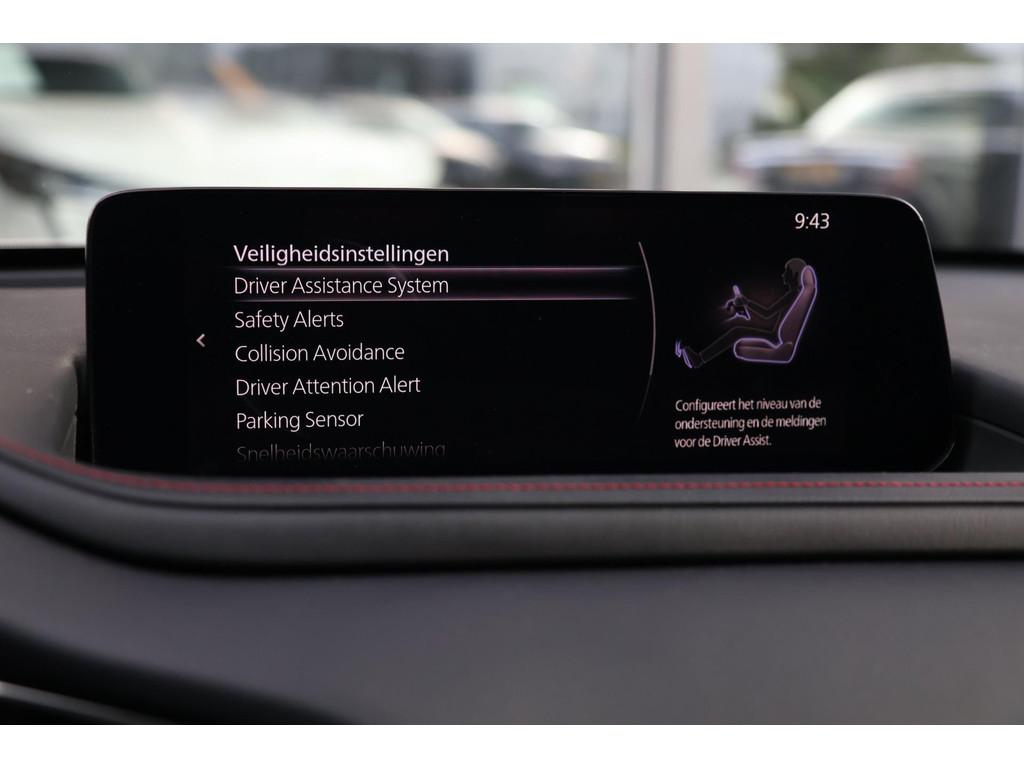 9:43
Veiligheidsinstellingen
Driver Assistance System
Safety Alerts
Collision Avoidance
Driver Attention Alert
Parking Sensor
Snelheidswaarschuwing
Configureert het niveau van de
ondersteuning en de meldingen
voor de Driver Assist.